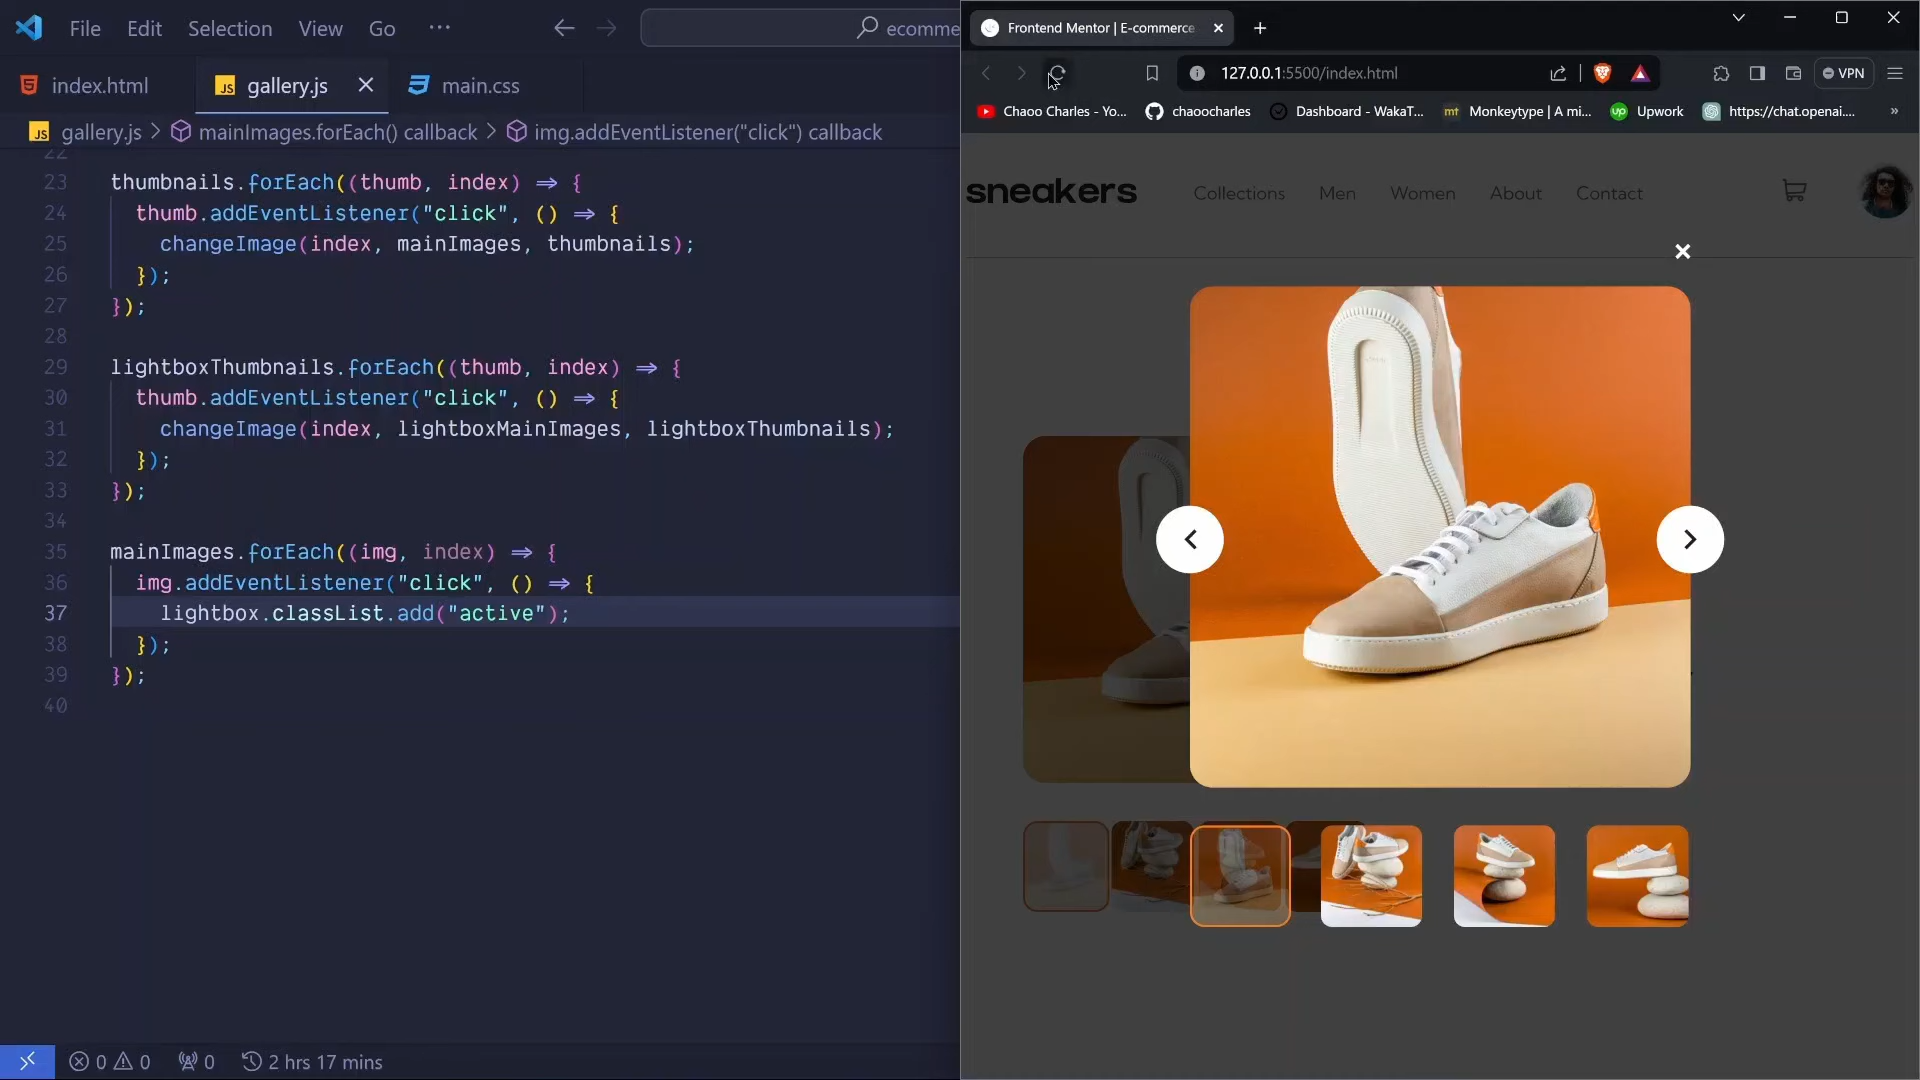 File Edit Selection View Go ···
ecomme
index.html
gallery.js
main.css
gallery.js > mainImages.forEach() callback > img.addEventListener("click") callback
22
23 thumbnails.forEach((thumb, index) ⇒ {
24 thumb.addEventListener("click", () ⇒ {
25 changeImage(index, mainImages, thumbnails);
26 });
27 });
28
29 lightboxThumbnails.forEach((thumb, index) ⇒ {
30 thumb.addEventListener("click", () ⇒ {
31 changeImage(index, lightboxMainImages, lightboxThumbnails);
32 });
33 });
34
35 mainImages.forEach((img, index) ⇒ {
36 img.addEventListener("click", () ⇒ {
37 lightbox.classList.add("active");
38 });
39 });
40
0 0 0 2 hrs 17 mins
Frontend Mentor | E-commerce
127.0.0.1:5500/index.html
VPN
Chaoo Charles - Yo...
chaoocharles
Dashboard - WakaT...
mt Monkeytype | A mi...
up Upwork
https://chat.openai....
»
sneakers
Collections Men Women About Contact